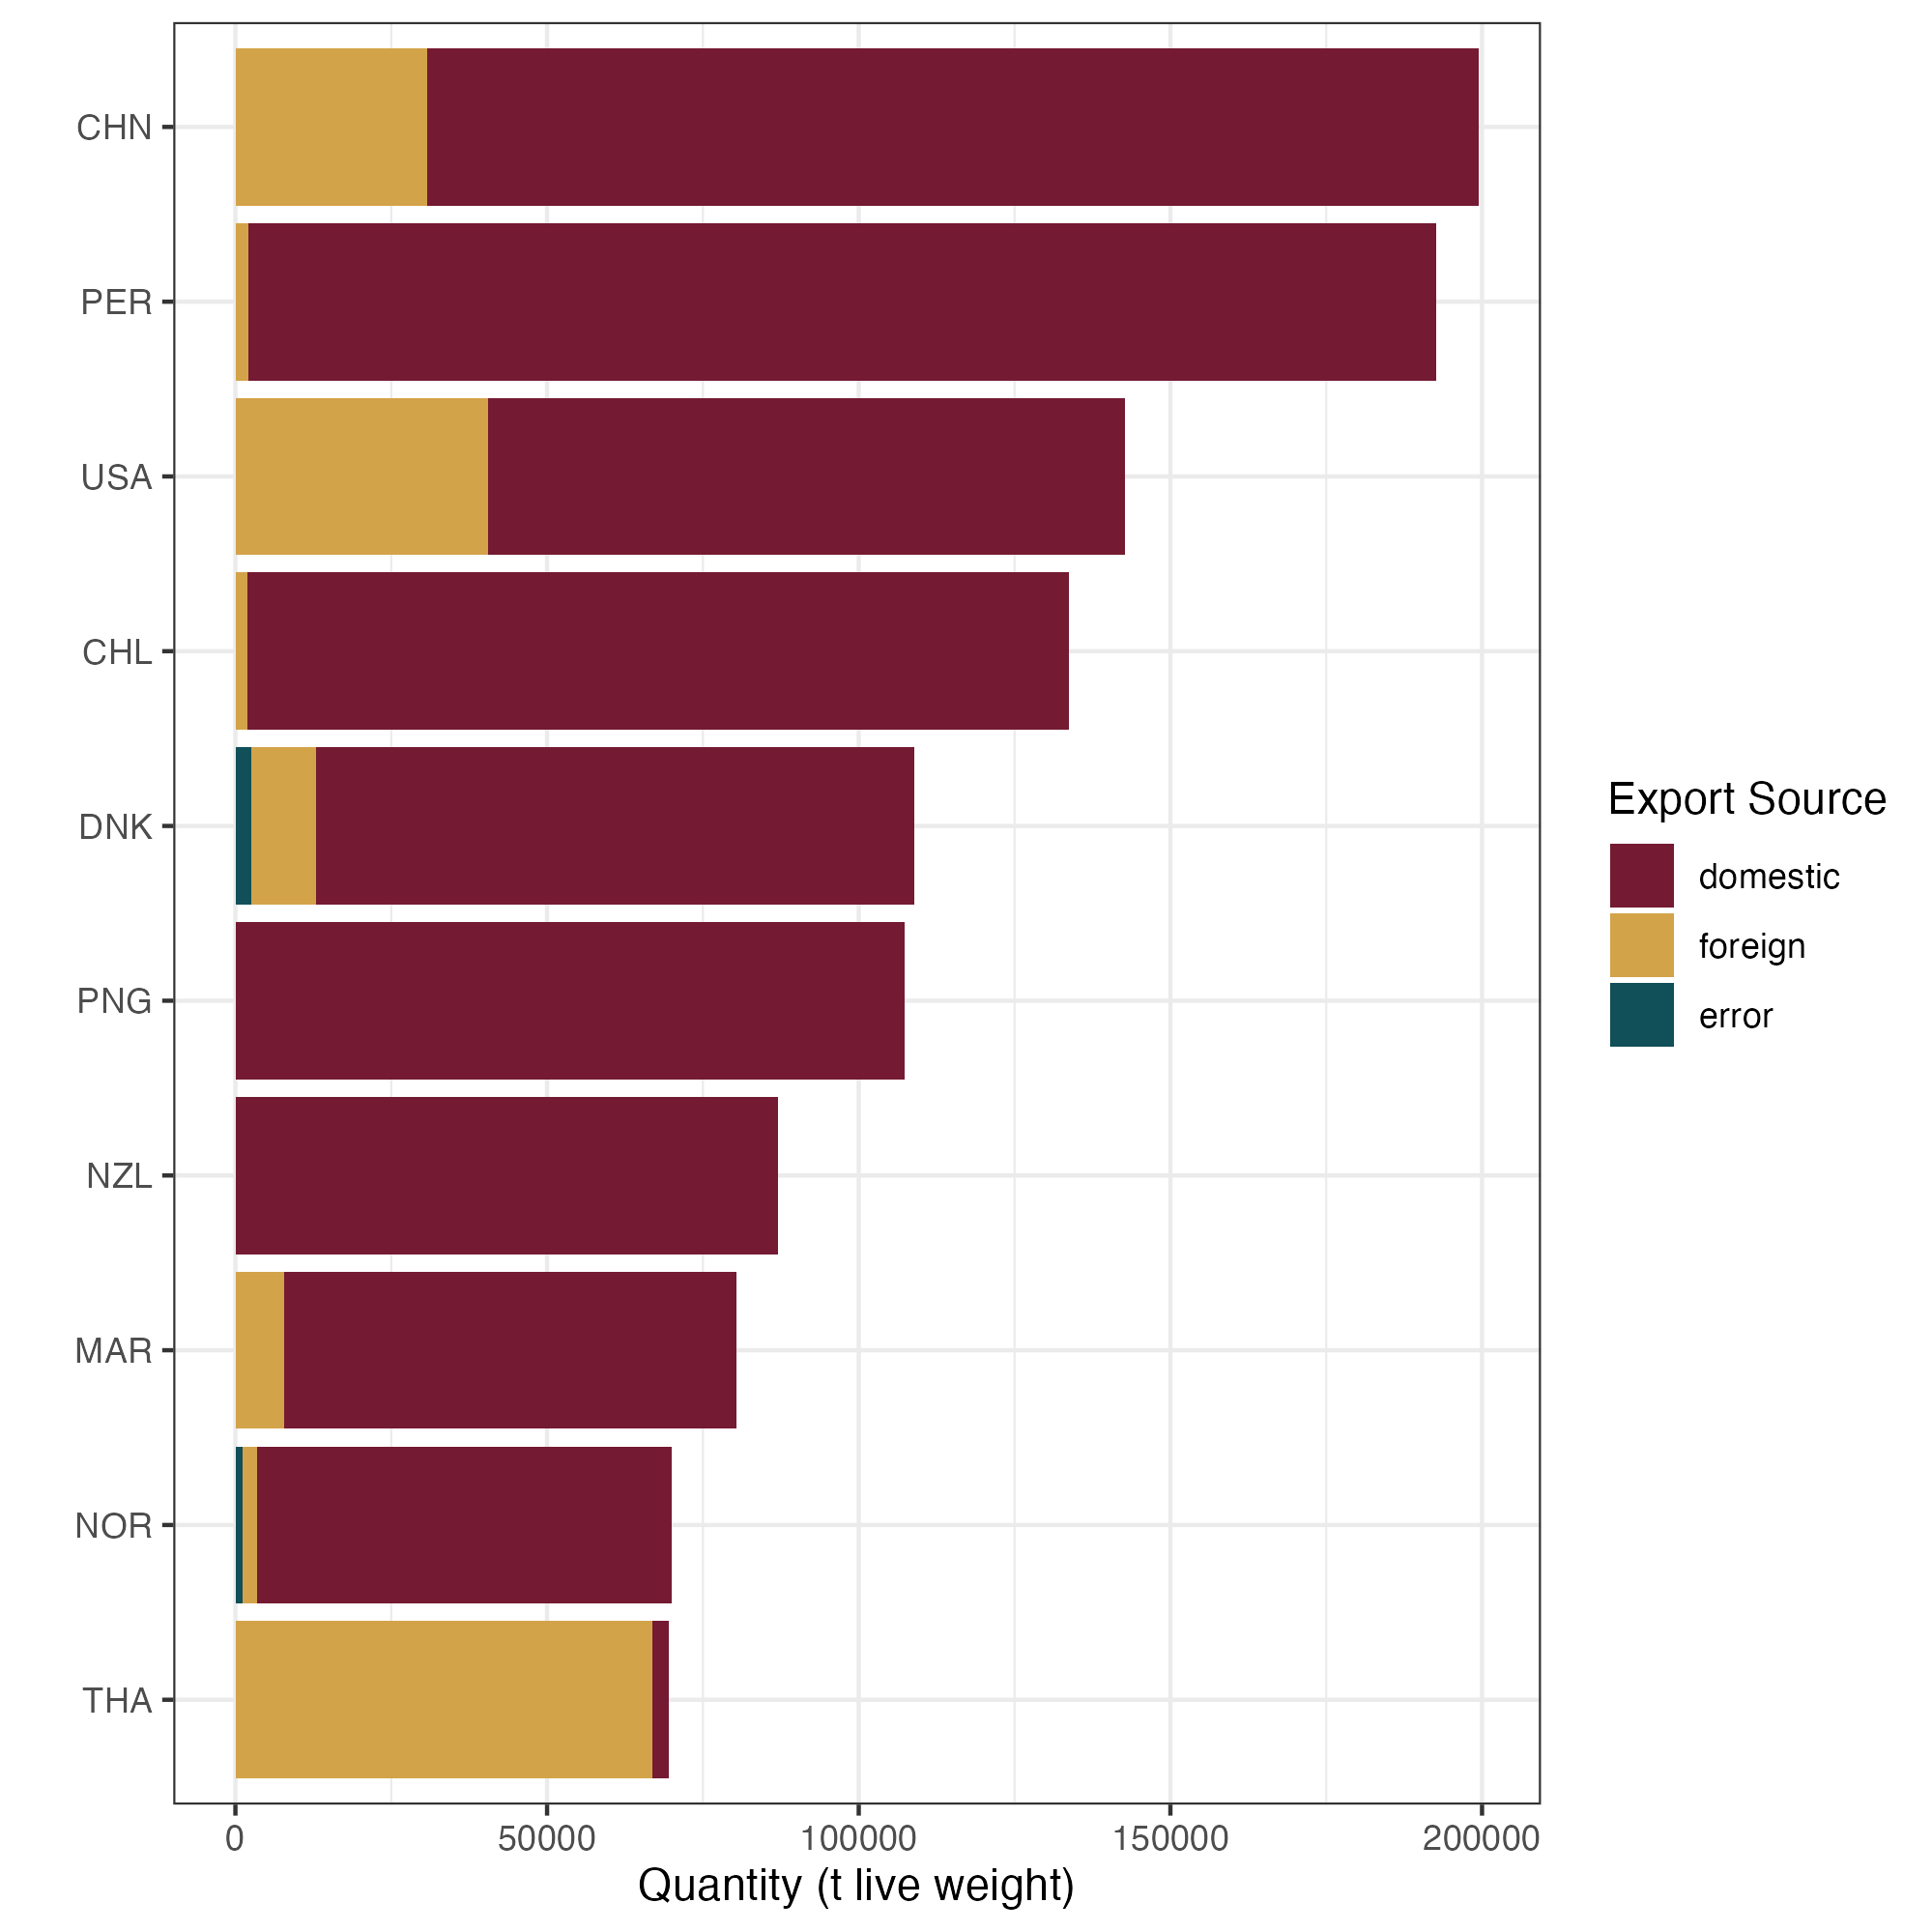 CHN
PER
USA
CHL
DNK
PNG
NZL
MAR
NOR
THA
0 50000 100000 150000 200000
Quantity (t live weight)
Export Source
domestic
foreign
error